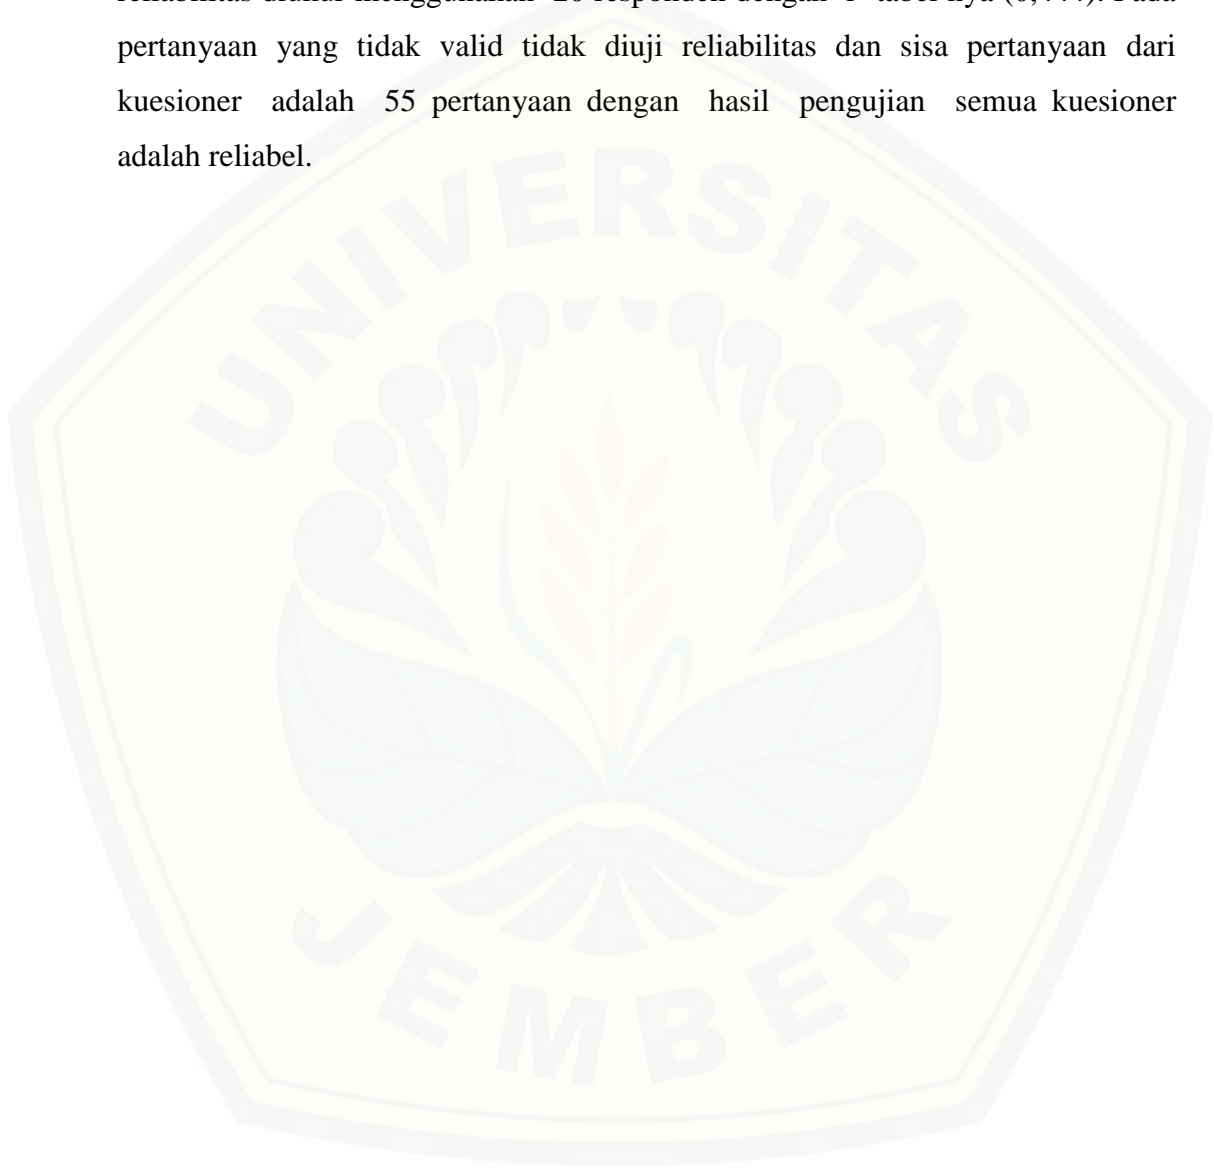 pertanyaan yang tidak valid tidak diuji reliabilitas dan sisa pertanyaan dari
kuesioner adalah 55 pertanyaan dengan hasil pengujian semua kuesioner
adalah reliabel.
UNIVERSITAS
JEMBER